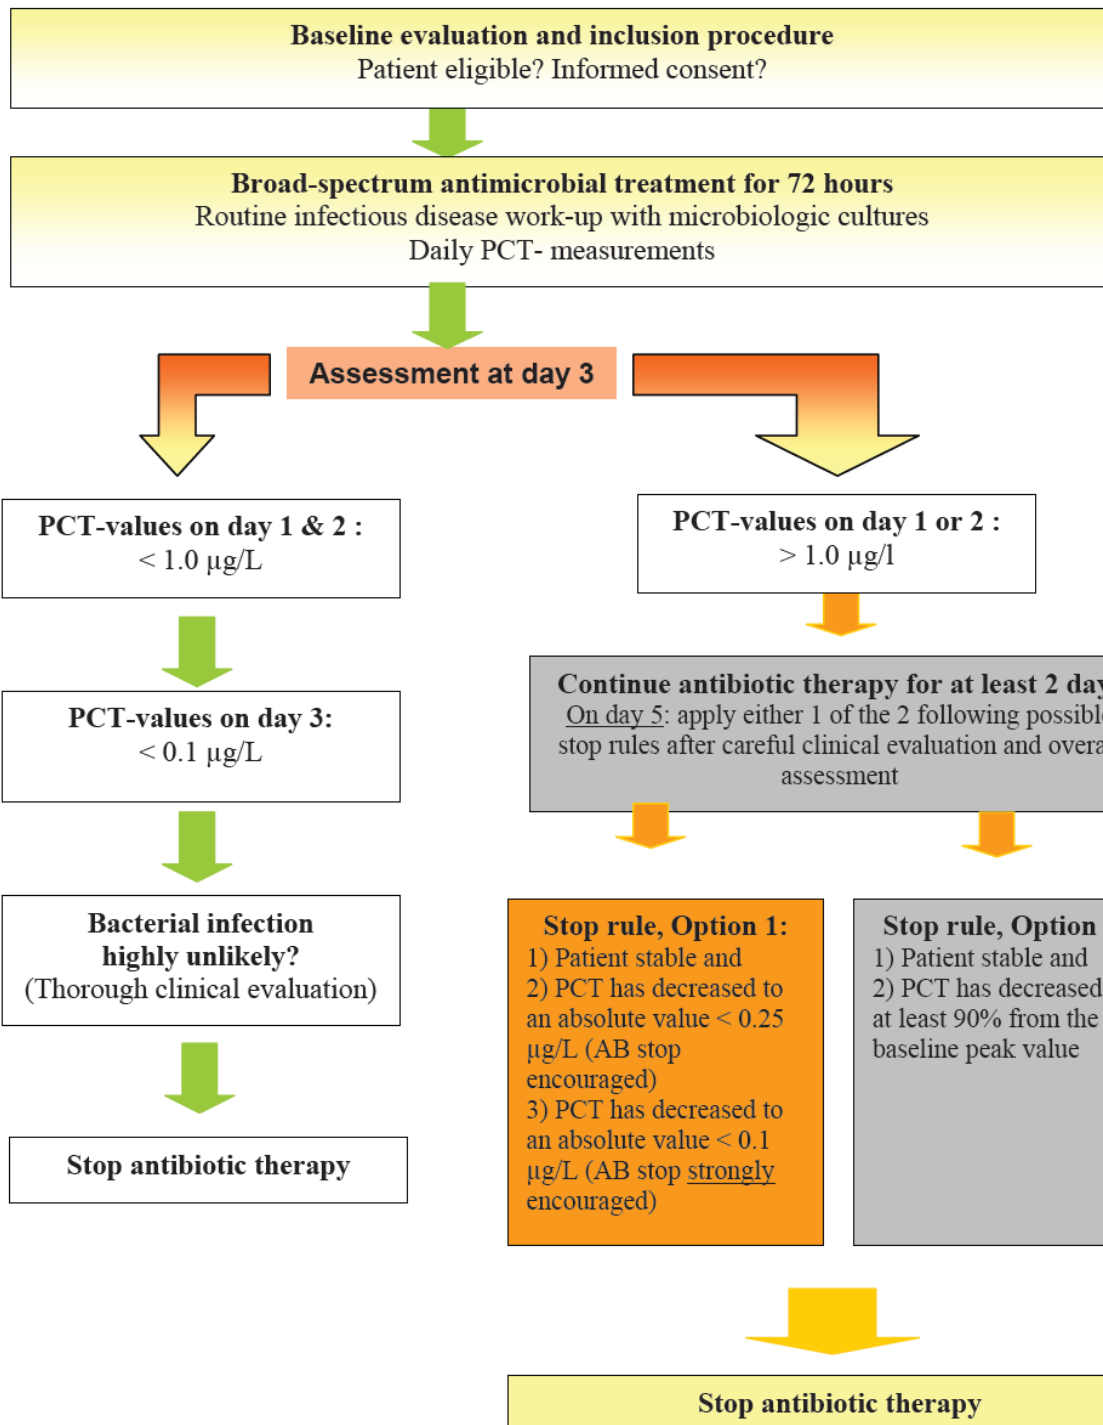 Baseline evaluation and inclusion procedure
Patient eligible? Informed consent?
Broad-spectrum antimicrobial treatment for 72 hours
Routine infectious disease work-up with microbiologic cultures
Daily PCT- measurements
Assessment at day 3
PCT-values on day 1 & 2 :
< 1.0 µg/L
PCT-values on day 3:
< 0.1 µg/L
Bacterial infection
highly unlikely?
(Thorough clinical evaluation)
Stop antibiotic therapy
PCT-values on day 1 or 2 :
> 1.0 µg/l
Continue antibiotic therapy for at least 2 day
On day 5: apply either 1 of the 2 following possible
stop rules after careful clinical evaluation and overa
assessment
Stop rule, Option 1:
1) Patient stable and
2) PCT has decreased to
an absolute value < 0.25
µg/L (AB stop
encouraged)
3) PCT has decreased to
an absolute value < 0.1
µg/L (AB stop strongly
encouraged)
Stop rule, Option
1) Patient stable and
2) PCT has decreased
at least 90% from the
baseline peak value
Stop antibiotic therapy